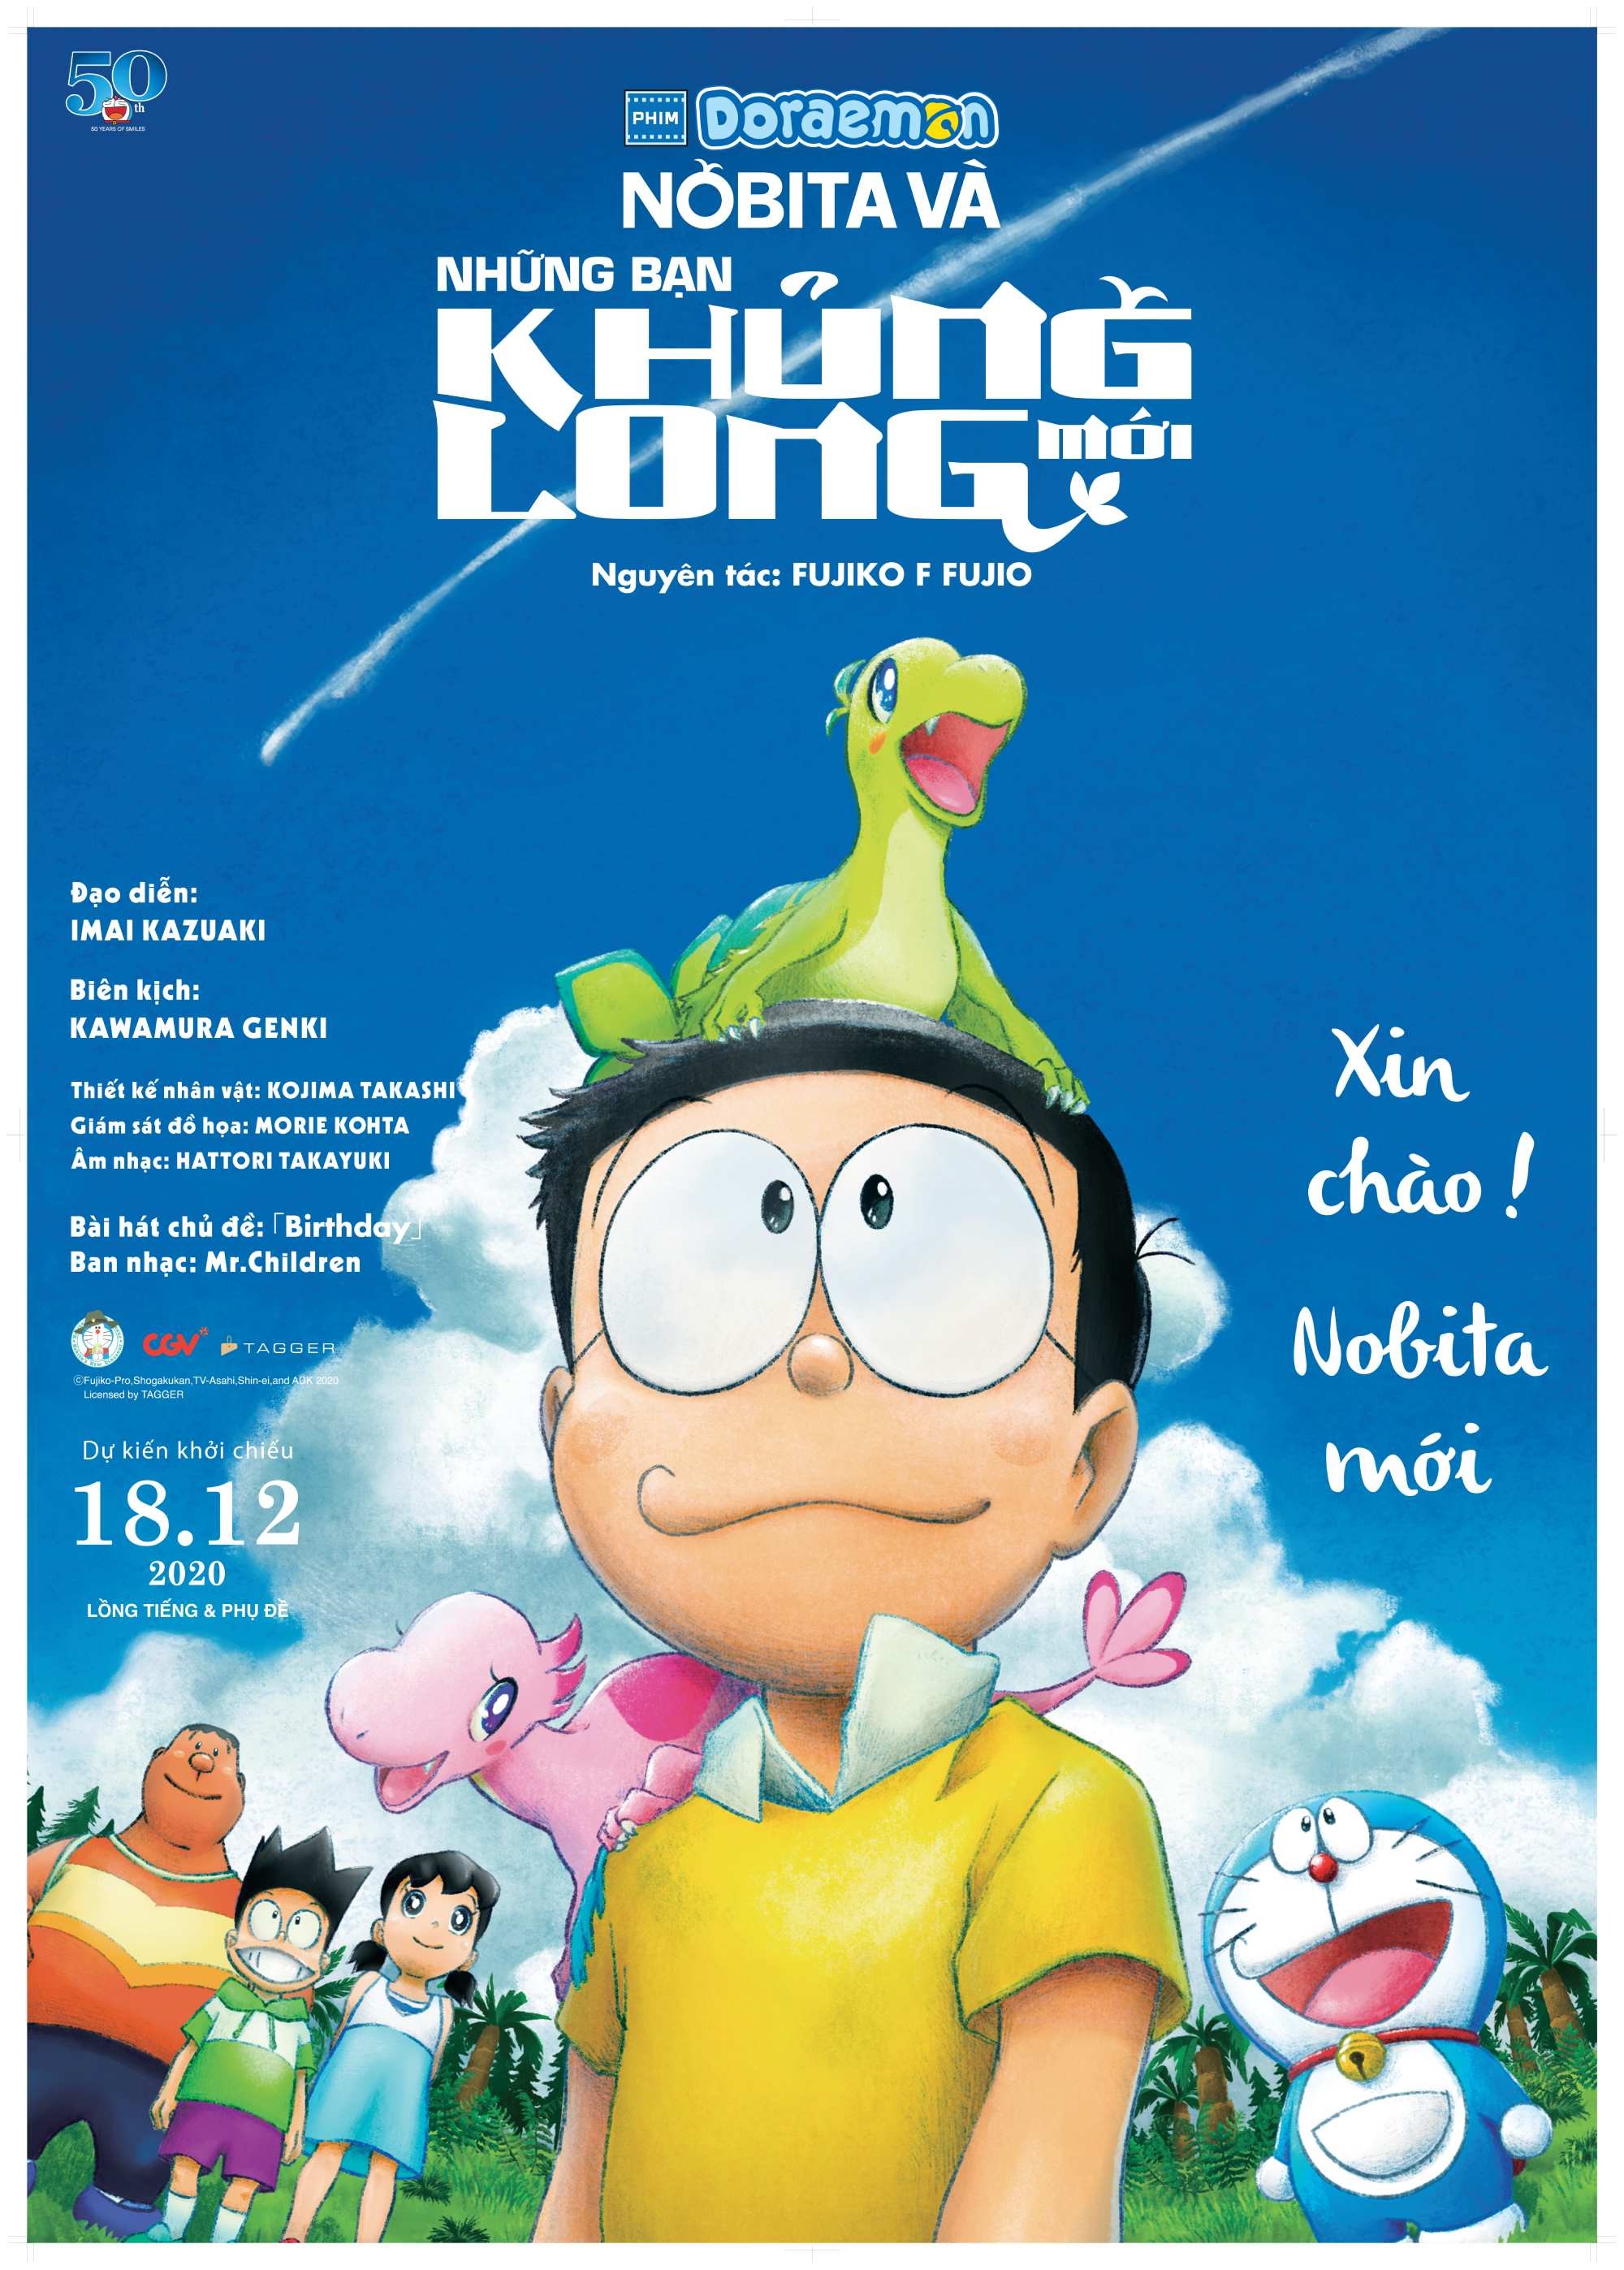 50th
50 YEARS OF SMILES
PHIM Doraemon
NOBITA VÀ
NHỮNG BẠN
KHỦNG
LONG MỚI
Nguyên tác: FUJIKO F FUJIO
Đạo diễn:
IMAI KAZUAKI
Biên kịch:
KAWAMURA GENKI
Thiết kế nhân vật: KOJIMA TAKASHI
Giám sát đồ họa: MORIE KOHTA
Âm nhạc: HATTORI TAKAYUKI
Bài hát chủ đề:「Birthday」
Ban nhạc: Mr.Children
CGV
TAGGER
©Fujiko-Pro,Shogakukan,TV-Asahi,Shin-ei,and ADK 2020
Licensed by TAGGER
Dự kiến khởi chiếu
18.12
2020
LỒNG TIẾNG & PHỤ ĐỀ
Xin
chào !
Nobita
mới